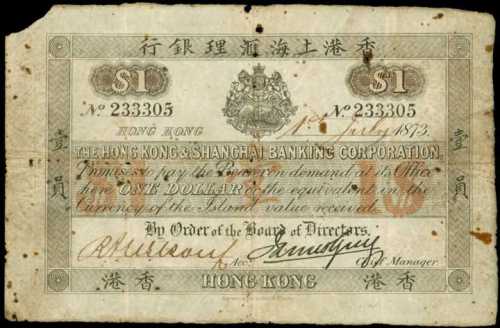 行銀理滙海上港香
$1 $1
No 233305 No 233305
HONG KONG 1st July 1873.
THE HONG KONG & SHANGHAI BANKING CORPORATION
Promises to pay the Bearer on demand at its Office
here ONE DOLLAR or the equivalent in the
Currency of the Island value received.
By Order of the Board of Directors.
Acc. Chief Manager.
壹員
壹員
港香 HONG KONG 港香